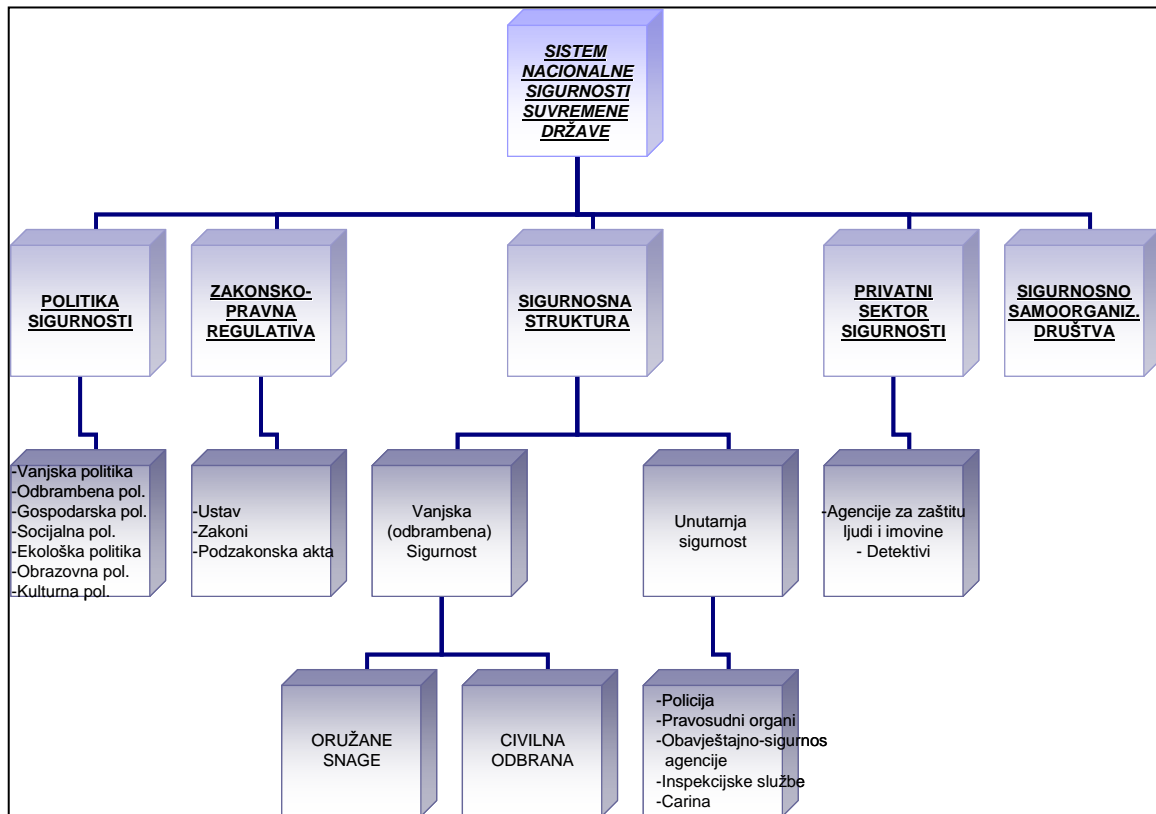 SISTEM
NACIONALNE
SIGURNOSTI
SUVREMENE
DRŽAVE
POLITIKA
SIGURNOSTI
ZAKONSKO-
PRAVNA
REGULATIVA
SIGURNOSNA
STRUKTURA
PRIVATNI
SEKTOR
SIGURNOSTI
SIGURNOSNO
SAMOORGANIZ.
DRUŠTVA
-Vanjska politika
-Odbrambena pol.
-Gospodarska pol.
-Socijalna pol.
-Ekološka politika
-Obrazovna pol.
-Kulturna pol.
-Ustav
-Zakoni
-Podzakonska akta
Vanjska
(odbrambena)
Sigurnost
Unutarnja
sigurnost
-Agencije za zaštitu
ljudi i imovine
- Detektivi
ORUŽANE
SNAGE
CIVILNA
ODBRANA
-Policija
-Pravosudni organi
-Obavještajno-sigurnos
agencije
-Inspekcijske službe
-Carina